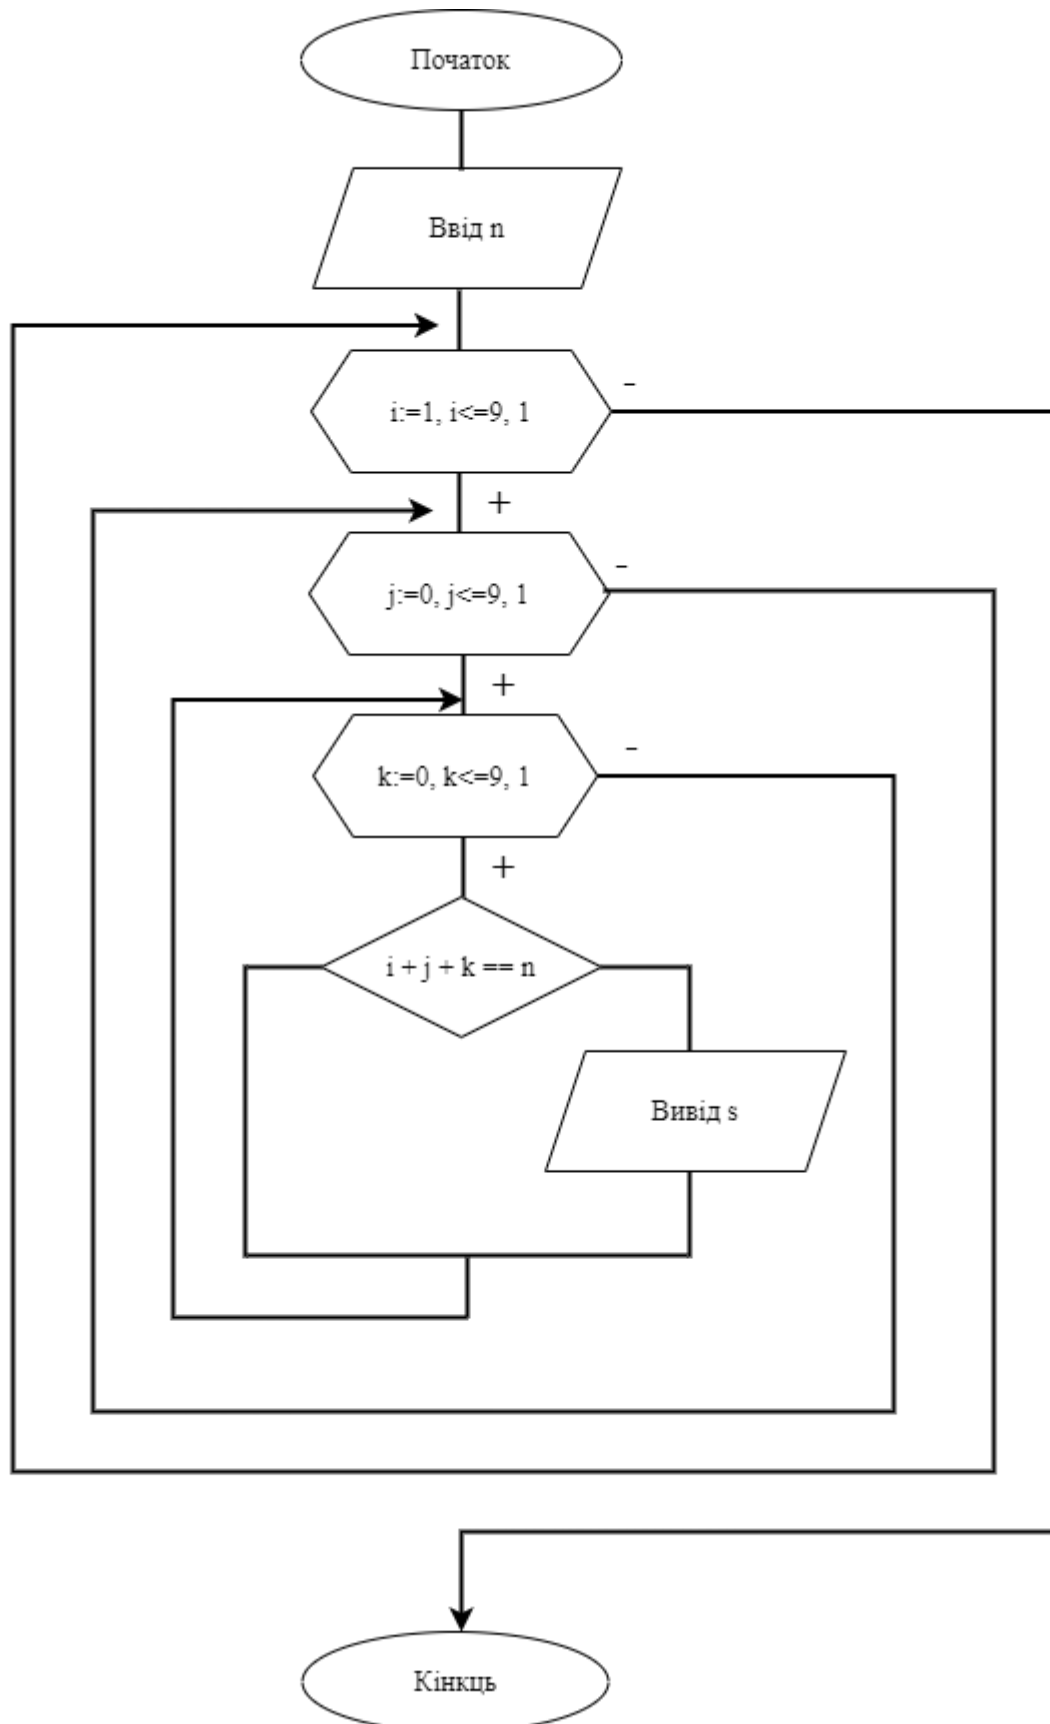 Початок
Ввід n
i:=1, i<=9, 1
-
+
j:=0, j<=9, 1
-
+
k:=0, k<=9, 1
-
+
i + j + k == n
Вивід s
Кінкць